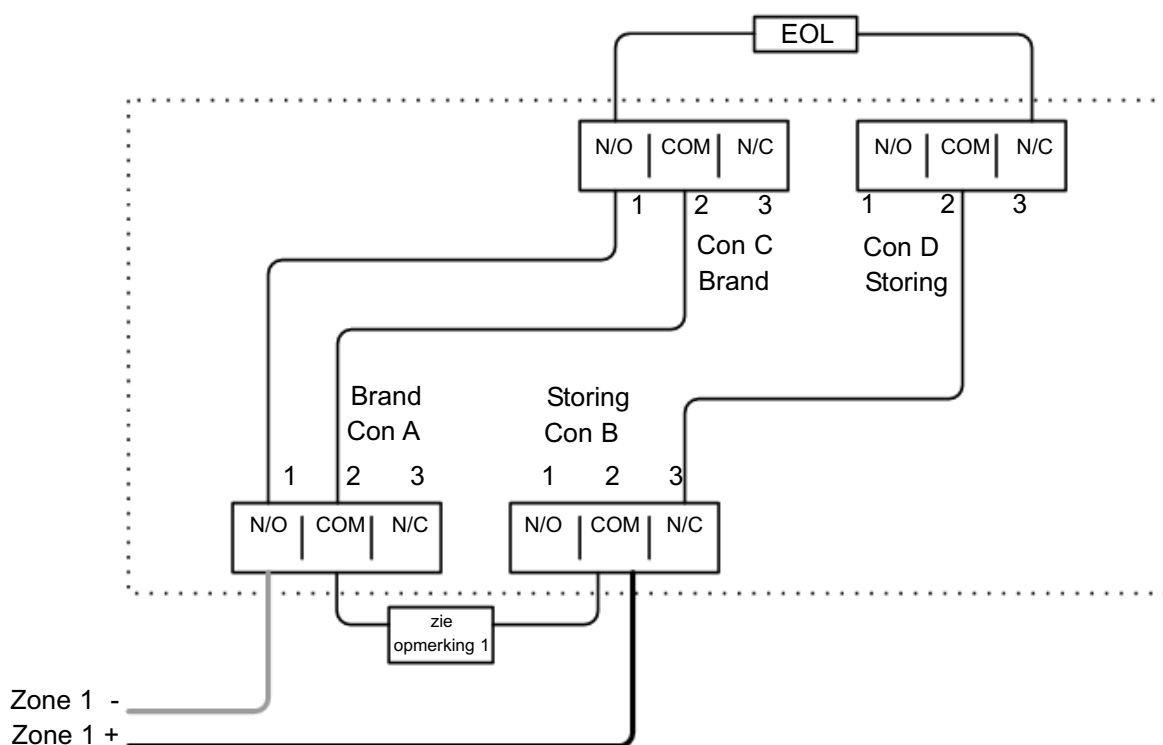 EOL
N/O COM N/C
N/O COM N/C
1 2 3
1 2 3
Con C
Brand
Con D
Storing
Brand
Con A
Storing
Con B
1 2 3
1 2 3
N/O COM N/C
N/O COM N/C
zie
opmerking 1
Zone 1 -
Zone 1 +